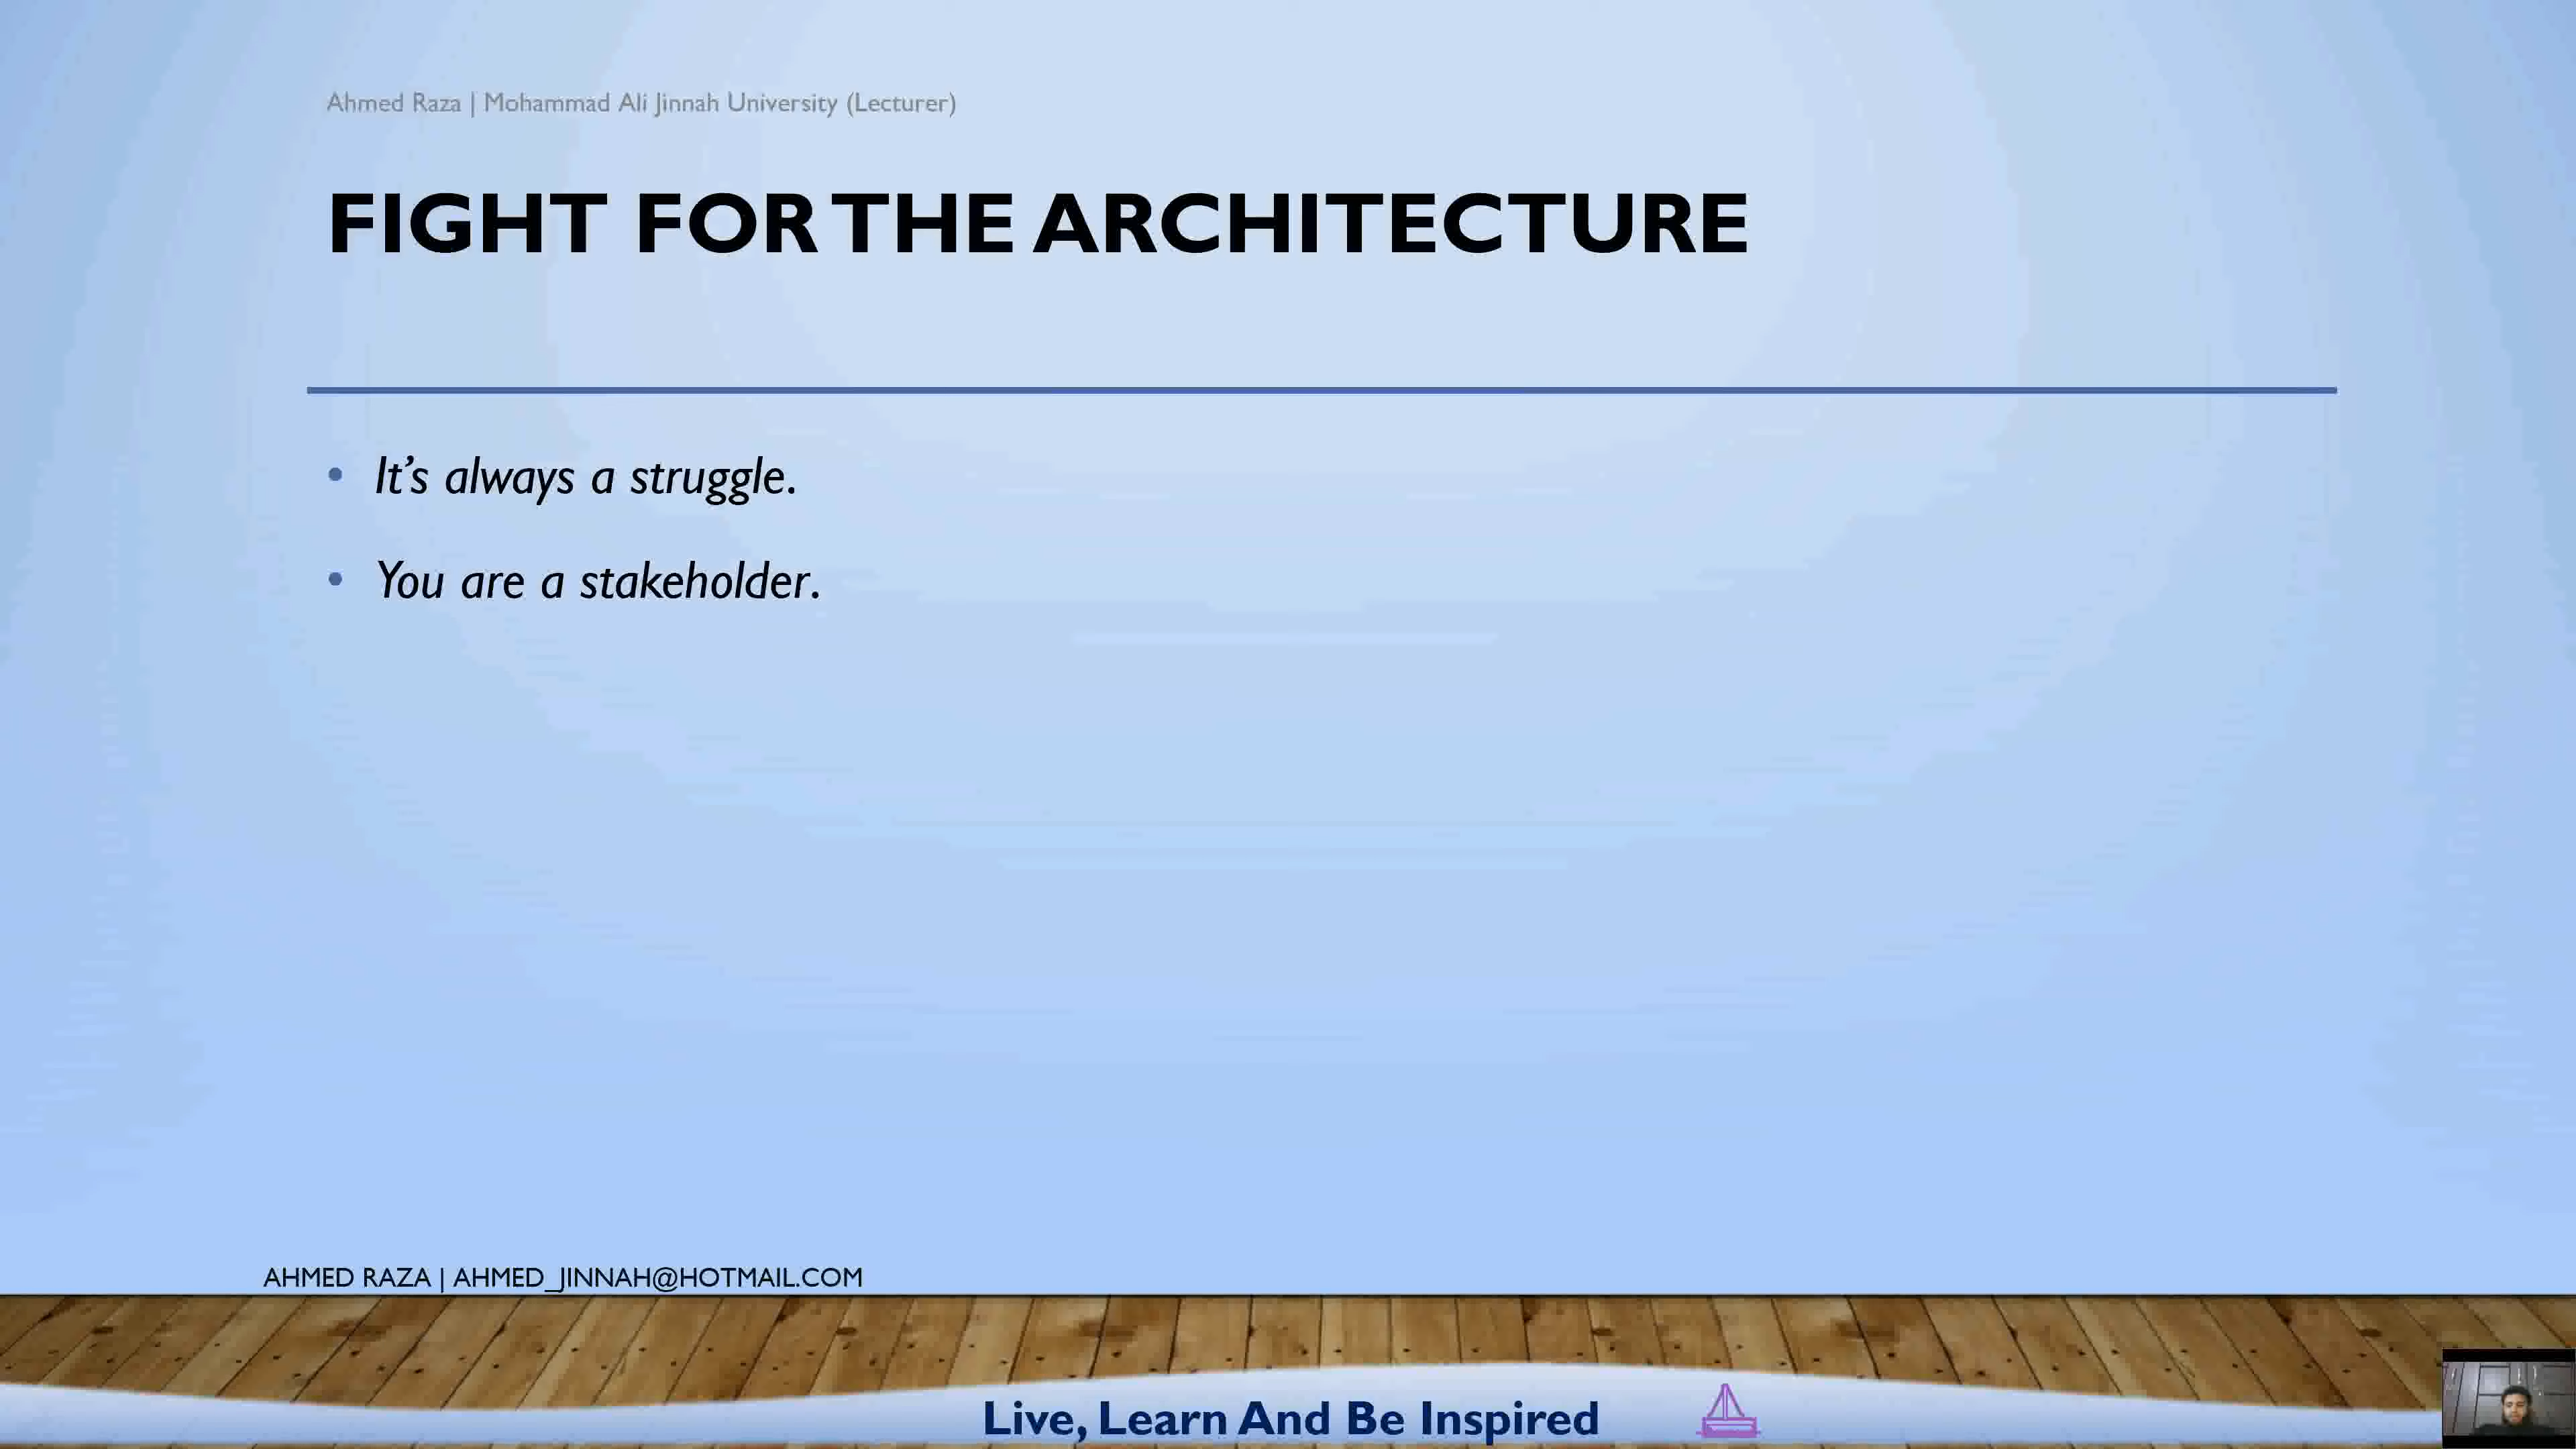 Ahmed Raza | Mohammad Ali Jinnah University (Lecturer)
FIGHT FOR THE ARCHITECTURE
• It's always a struggle.
• You are a stakeholder.
AHMED RAZA | AHMED_JINNAH@HOTMAIL.COM
Live, Learn And Be Inspired